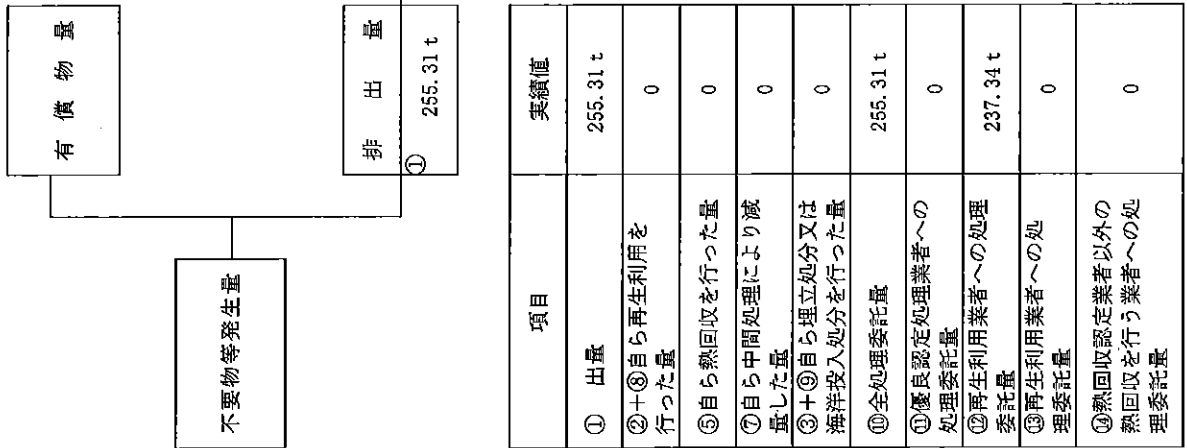 有償物量
不要物等発生量
排出量
①
255.31 t
項目
実績値
① 出量
255.31 t
②+⑧自ら再生利用を
行った量
0
⑤自ら熱回収を行った量
0
⑦自ら中間処理により減
量した量
0
③+⑨自ら埋立処分又は
海洋投入処分を行った量
0
⑩全処理委託量
255.31 t
⑪優良認定処理業者への
処理委託量
0
⑫再生利用業者への処理
委託量
237.34 t
⑬再生利用業者への処
理委託量
0
⑭熱回収認定業者以外の
熱回収を行う業者への処
理委託量
0